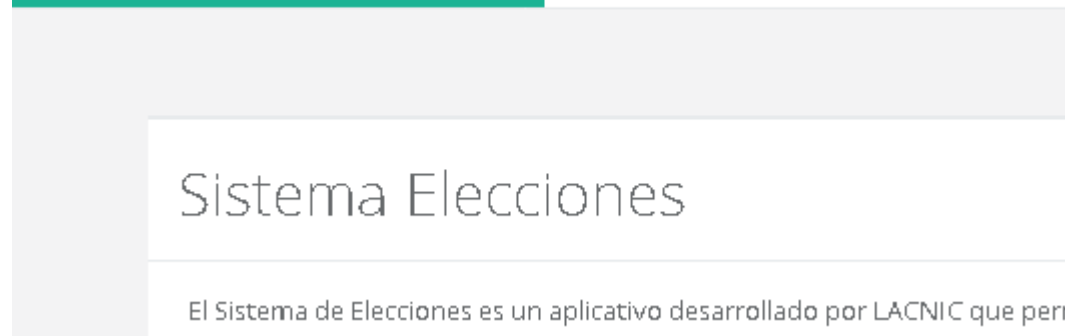 Sistema Elecciones
El Sistema de Elecciones es un aplicativo desarrollado por LACNIC que